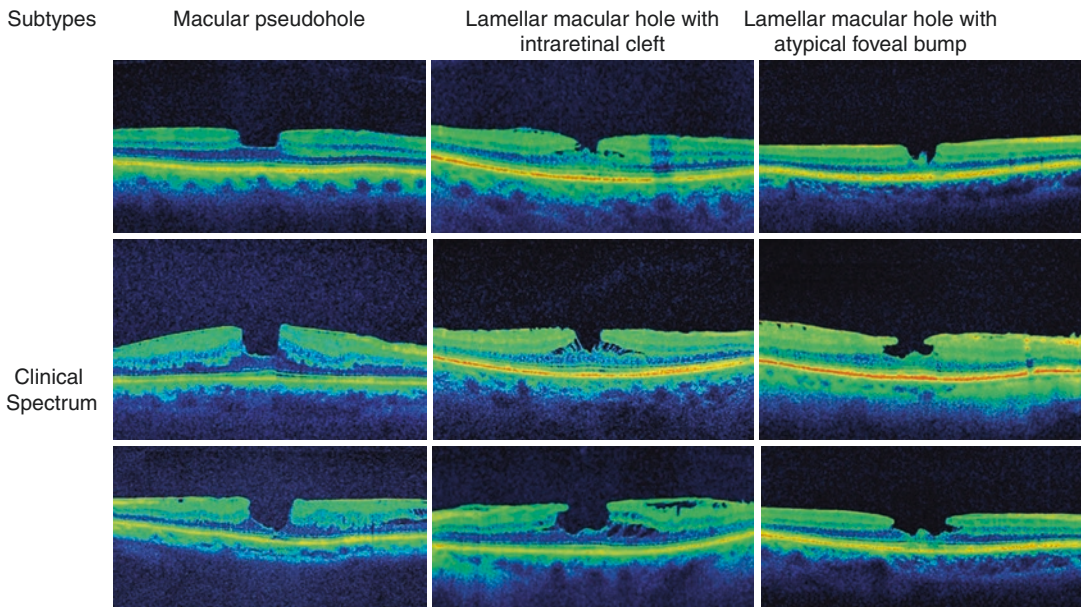 Subtypes
Macular pseudohole
Lamellar macular hole with
intraretinal cleft
Lamellar macular hole with
atypical foveal bump
Clinical
Spectrum